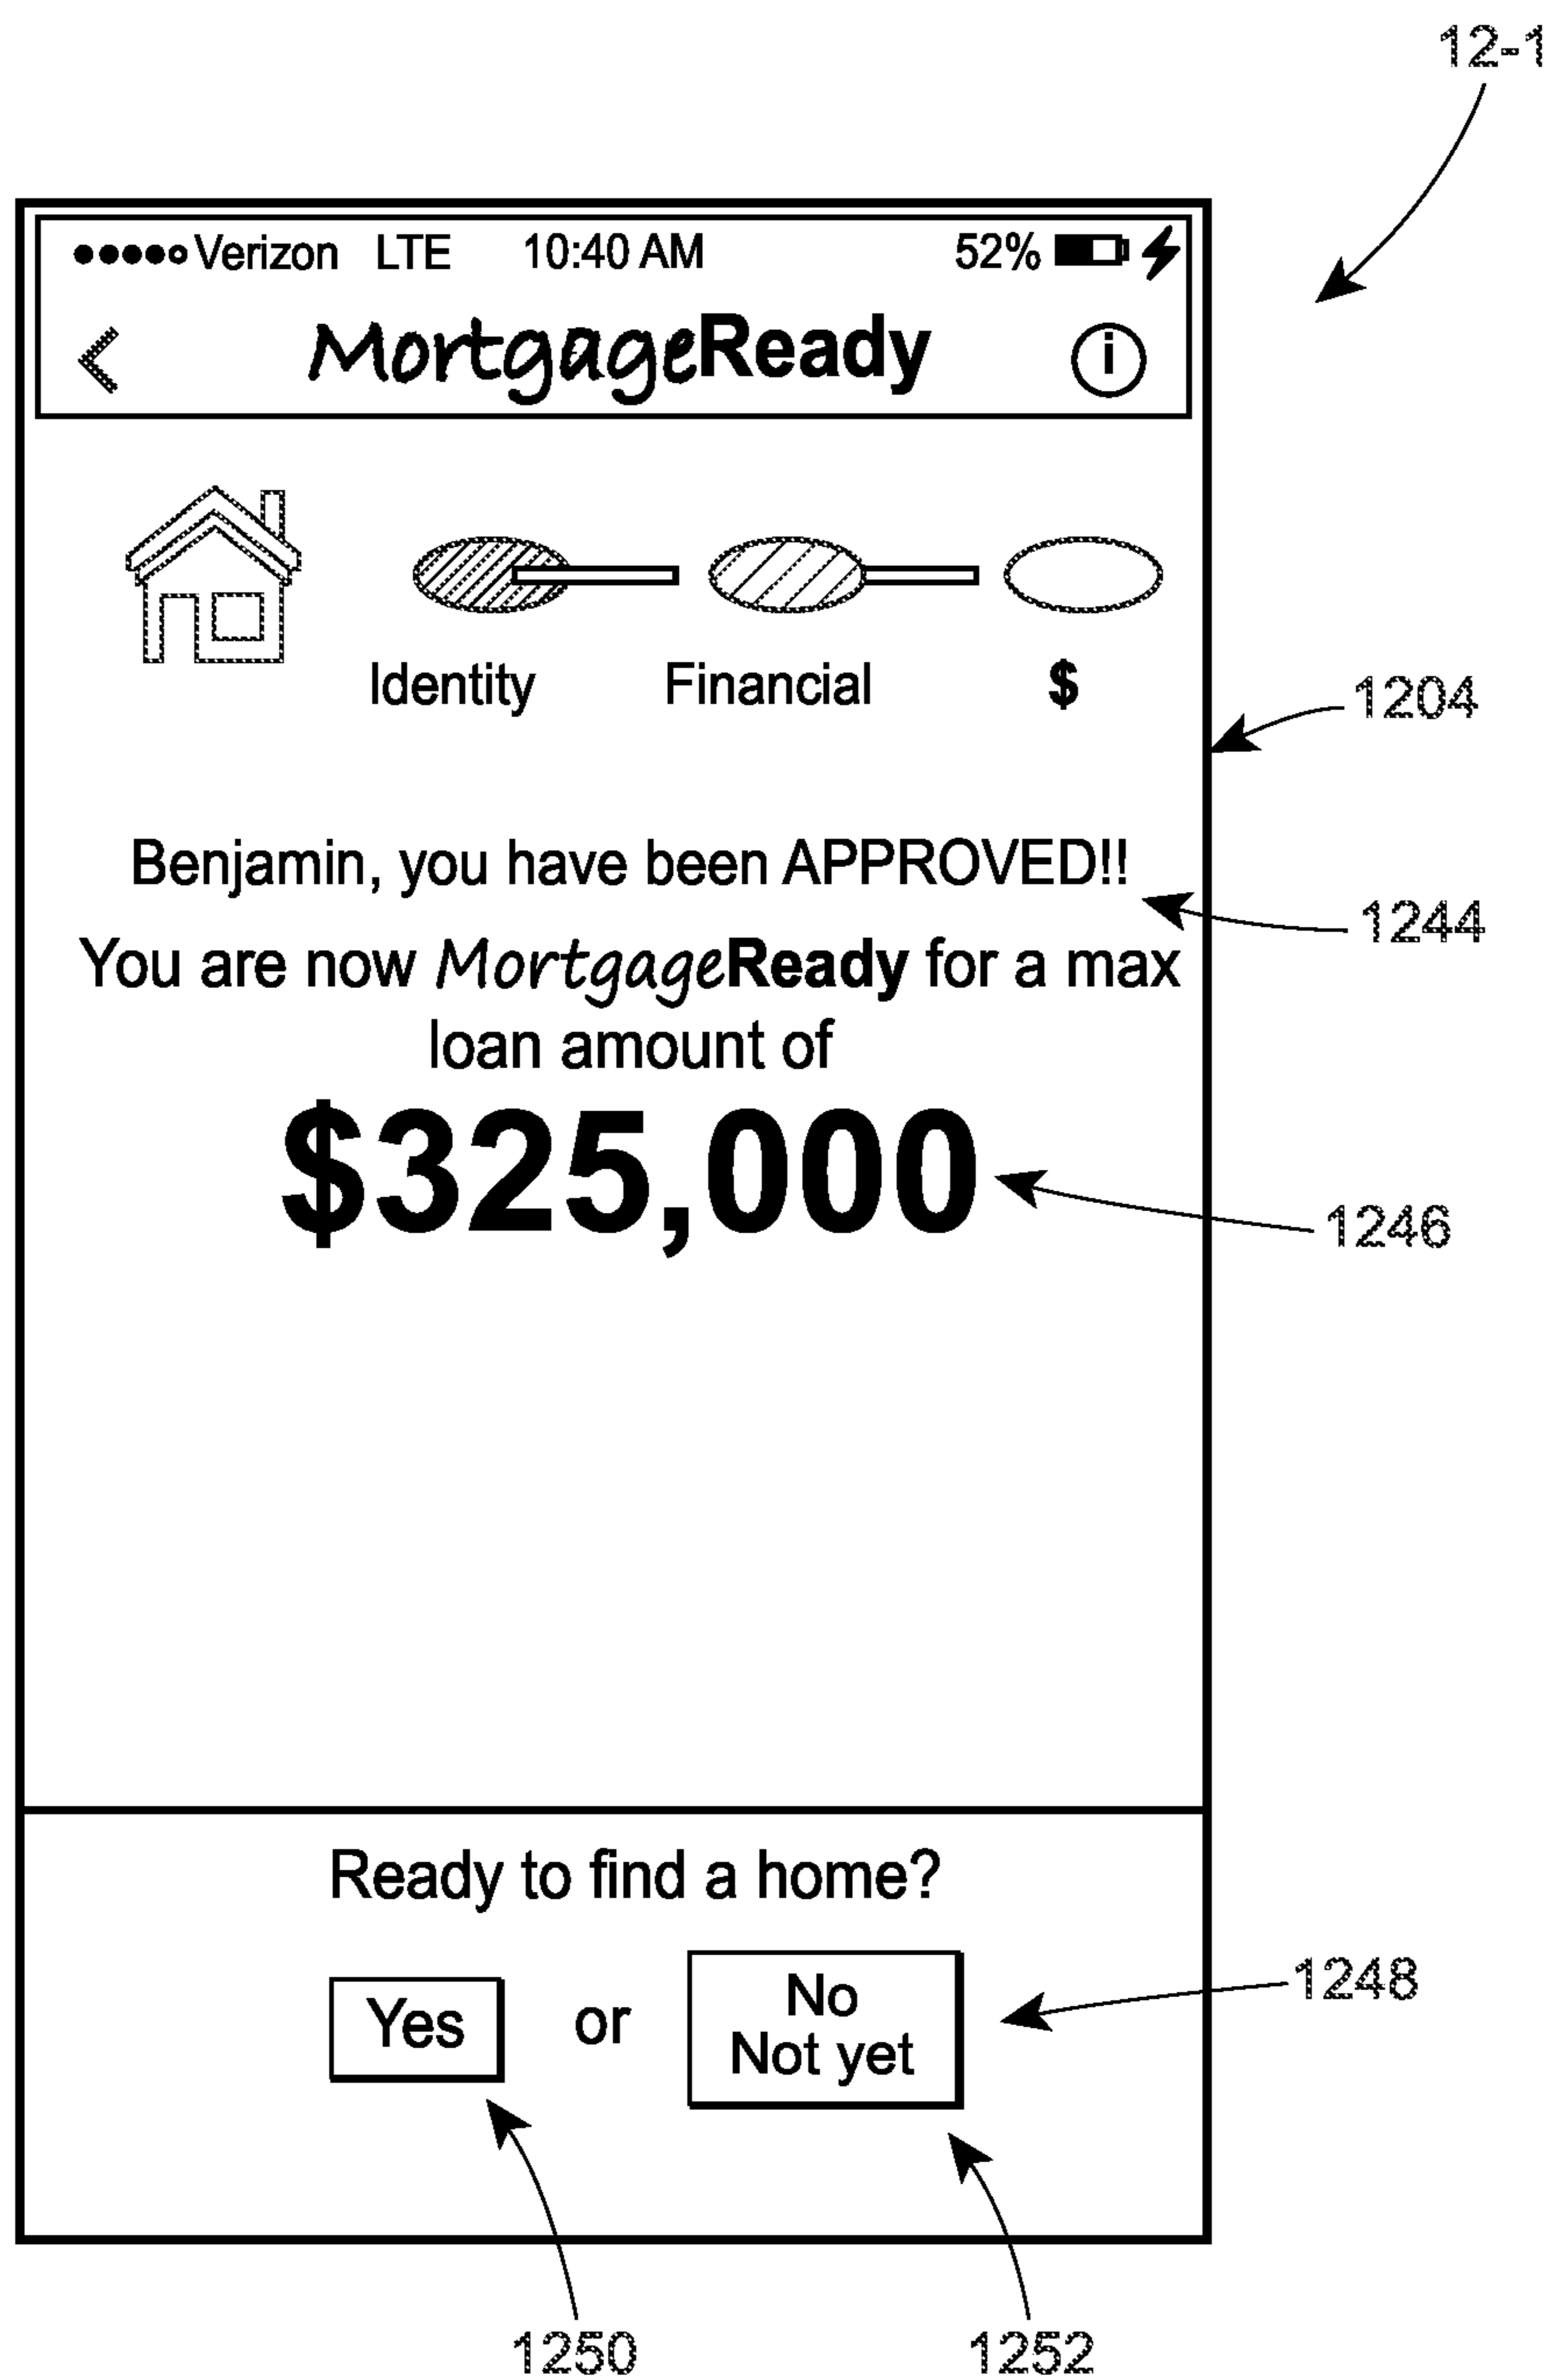 12-1
Verizon LTE 10:40 AM 52%
< MortgageReady i
Identity Financial $
1204
Benjamin, you have been APPROVED!!
1244
You are now MortgageReady for a max
loan amount of
$325,000
1246
Ready to find a home?
Yes or No
Not yet
1248
1250 1252